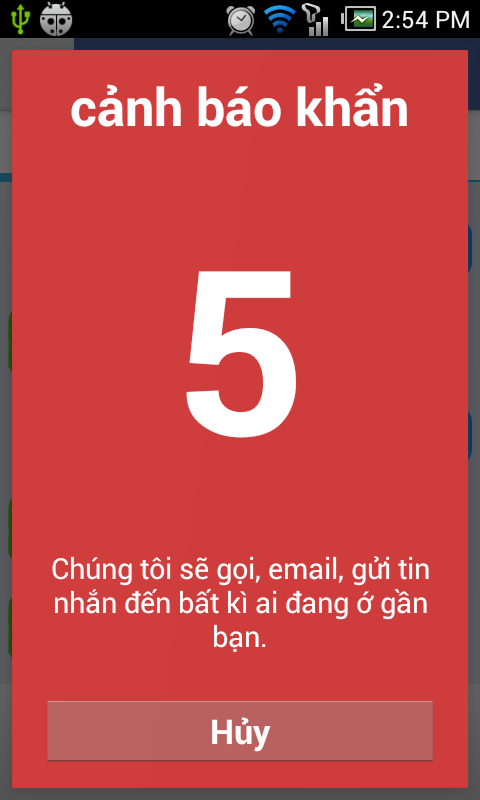 2:54 PM
cảnh báo khẩn
5
Chúng tôi sẽ gọi, email, gửi tin
nhắn đến bất kì ai đang ớ gần
bạn.
Hủy